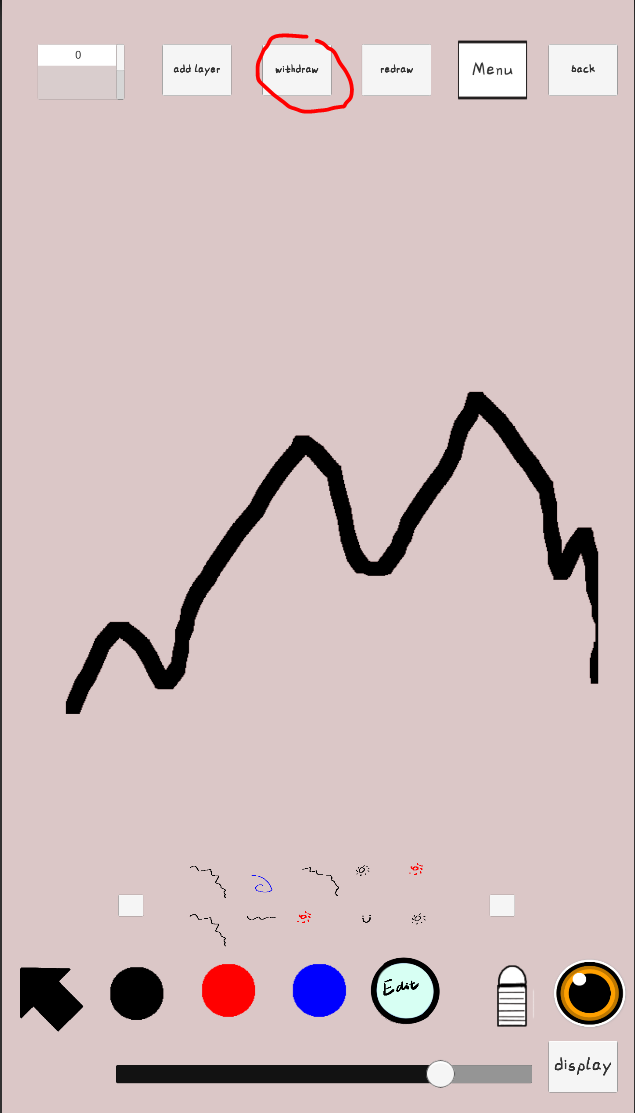 0
add layer
withdraw
redraw
Menu
back
Edit
display